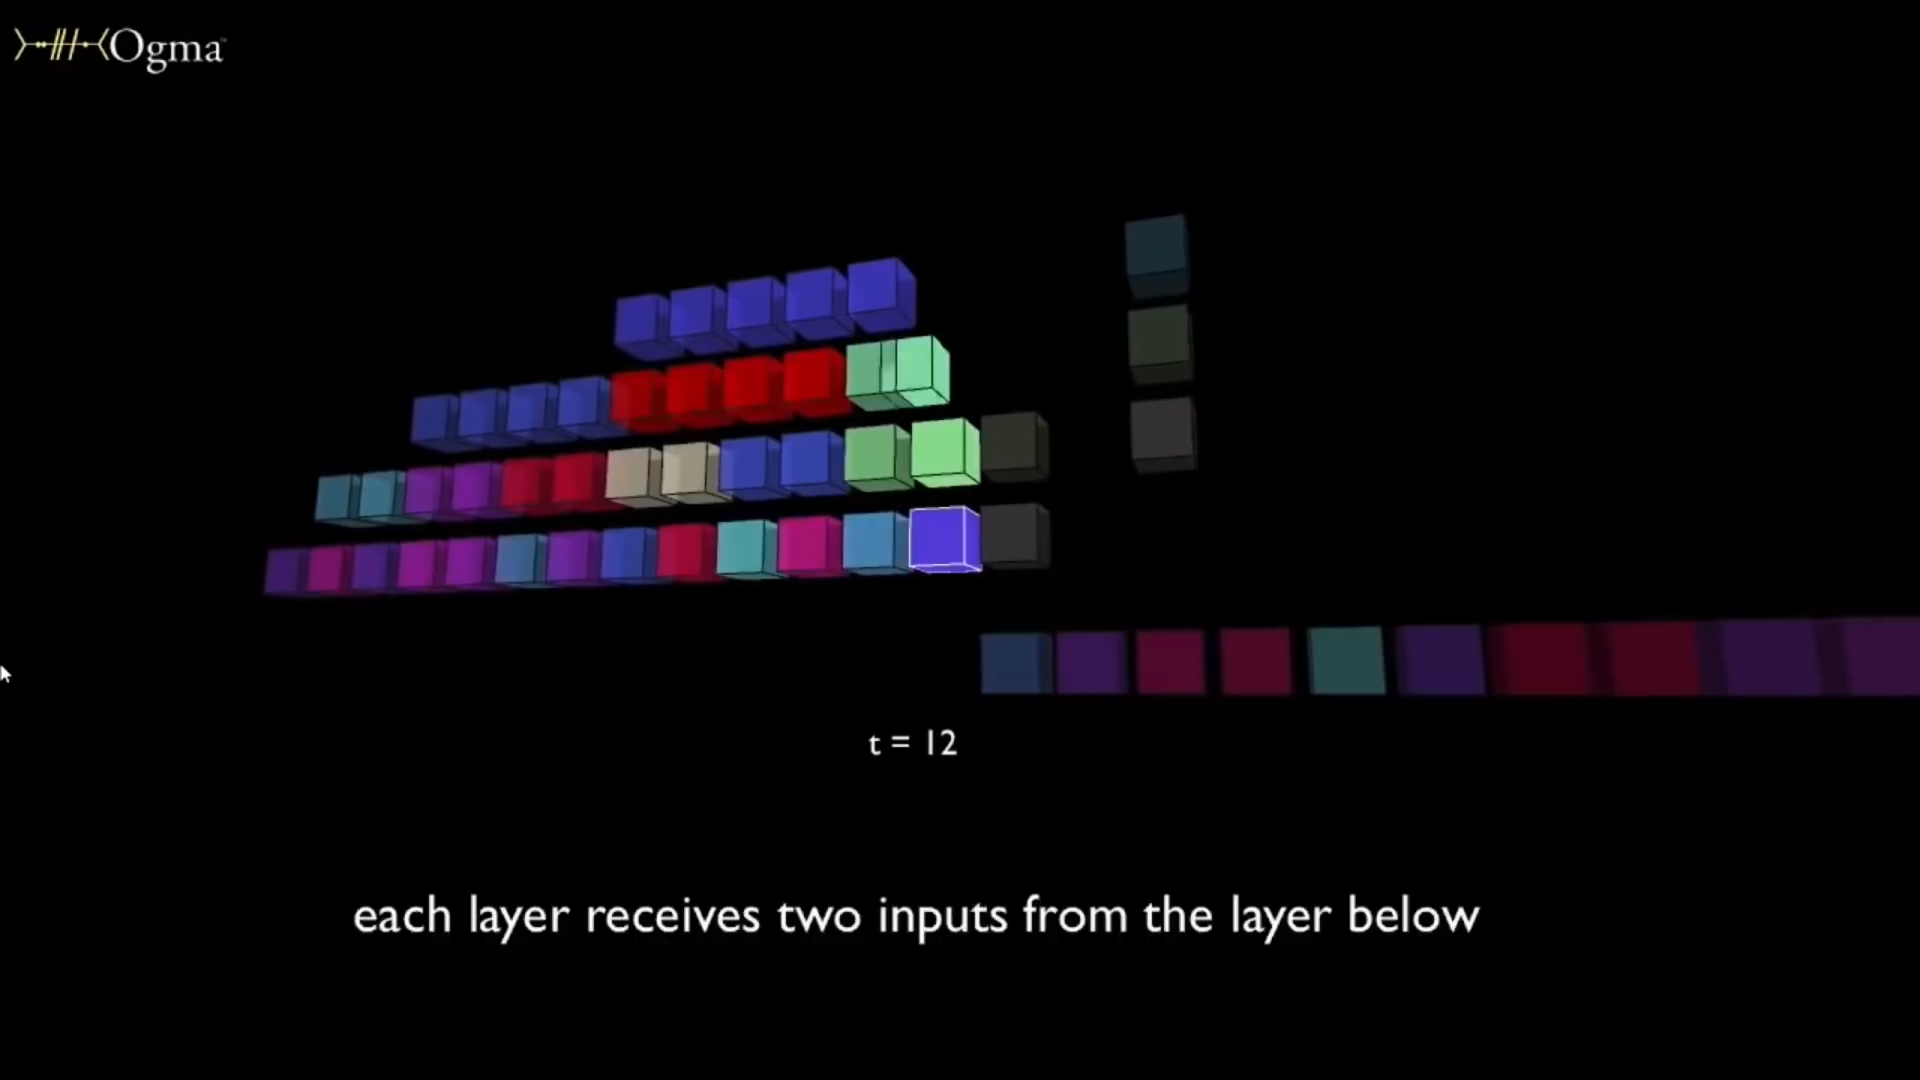 Ogma
t = 12
each layer receives two inputs from the layer below